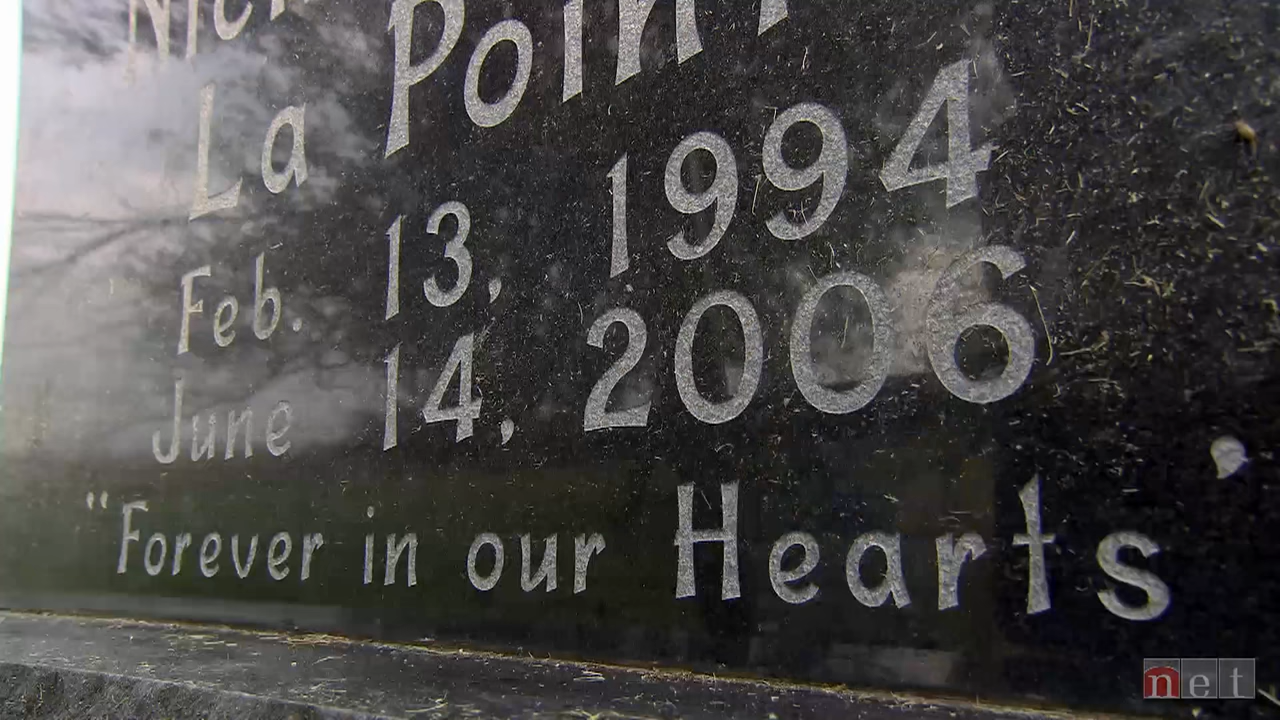 La Point
Feb. 13, 1994
June 14, 2006
"Forever in our Hearts
net